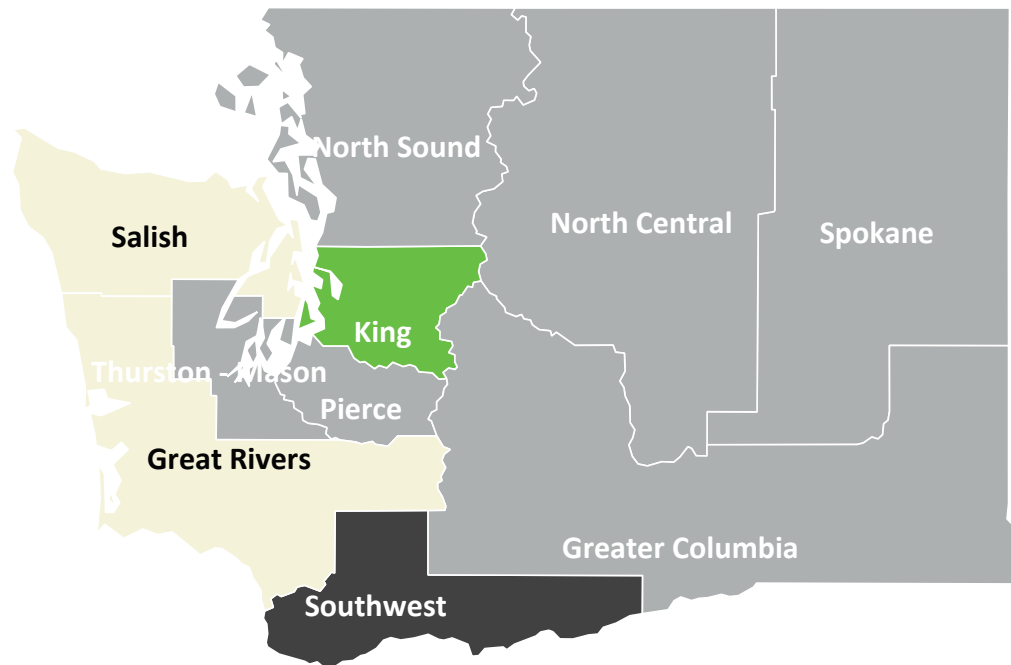 North Sound
North Central
Salish
Spokane
King
Thurston - Mason
Pierce
Great Rivers
Greater Columbia
Southwest